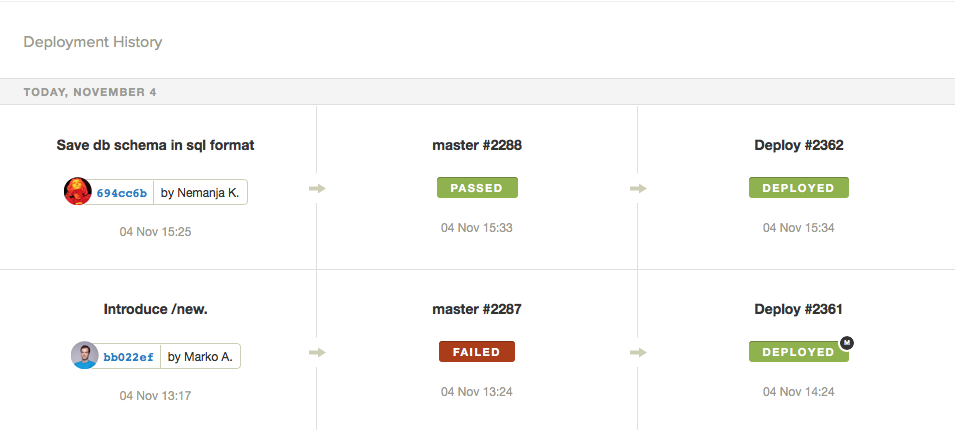 Deployment History
TODAY, NOVEMBER 4
Save db schema in sql format
694cc6b by Nemanja K.
04 Nov 15:25
master #2288
PASSED
04 Nov 15:33
Deploy #2362
DEPLOYED
04 Nov 15:34
Introduce /new.
bb022ef by Marko A.
04 Nov 13:17
master #2287
FAILED
04 Nov 13:24
Deploy #2361
DEPLOYED M
04 Nov 14:24